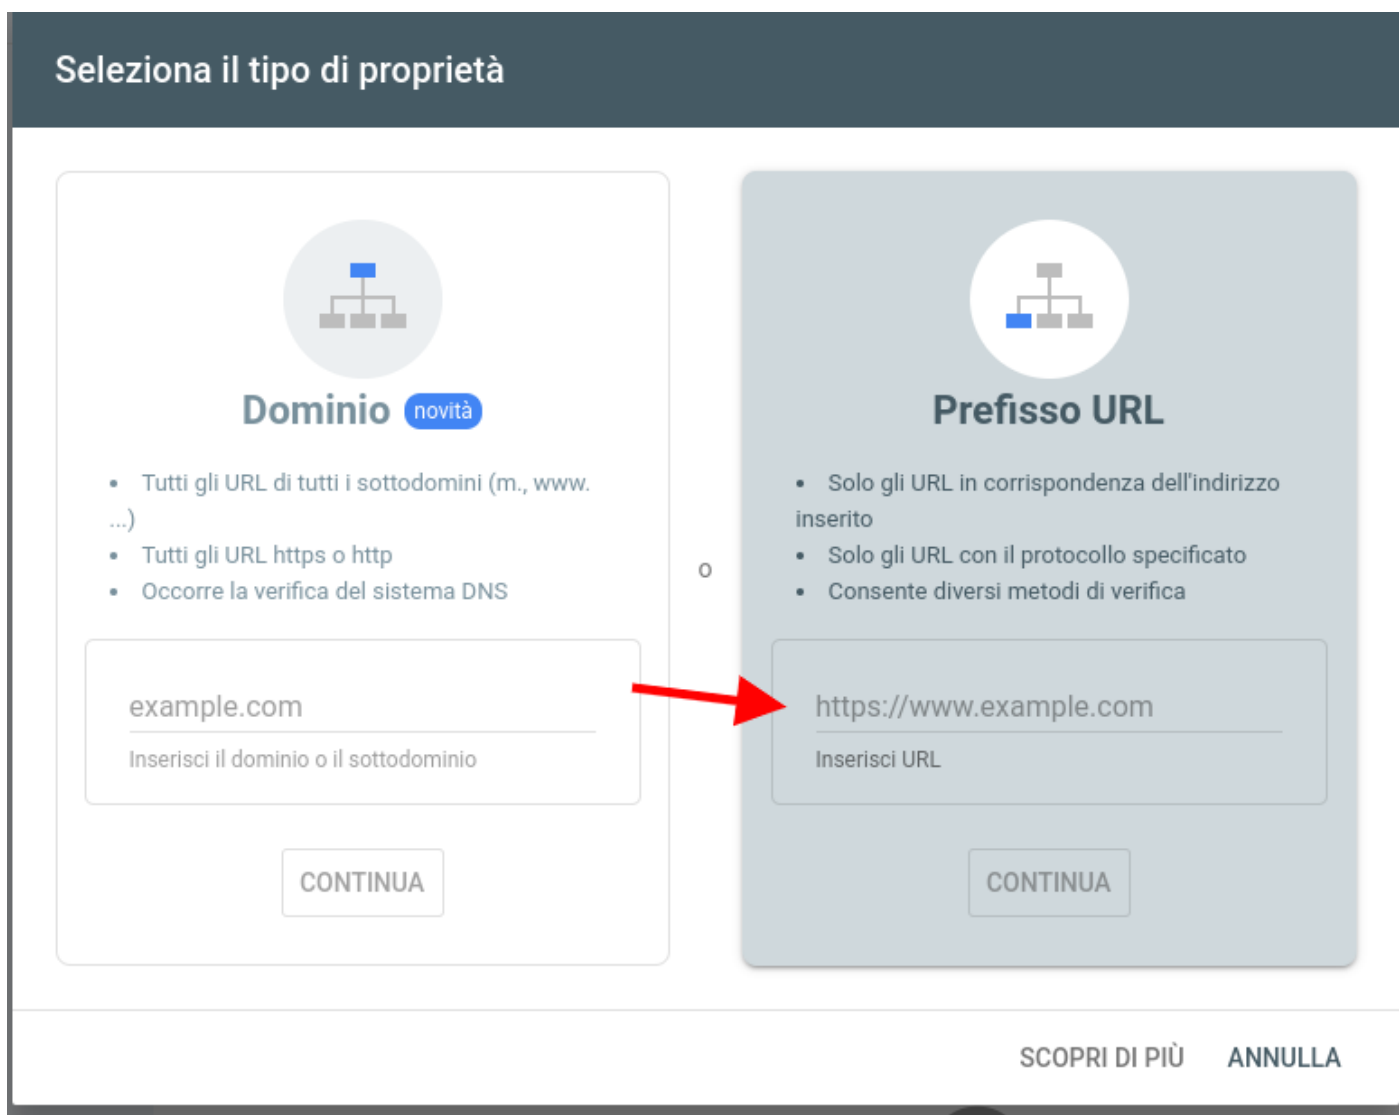 Seleziona il tipo di proprietà
Dominio novità
• Tutti gli URL di tutti i sottodomini (m., www.
...)
• Tutti gli URL https o http
• Occorre la verifica del sistema DNS
example.com
Inserisci il dominio o il sottodominio
CONTINUA
o
Prefisso URL
• Solo gli URL in corrispondenza dell'indirizzo
inserito
• Solo gli URL con il protocollo specificato
• Consente diversi metodi di verifica
https://www.example.com
Inserisci URL
CONTINUA
SCOPRI DI PIÙ ANNULLA